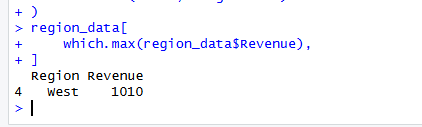 + )
> region_data[
+     which.max(region_data$Revenue),
+ ]
  Region Revenue
4   West    1010
>